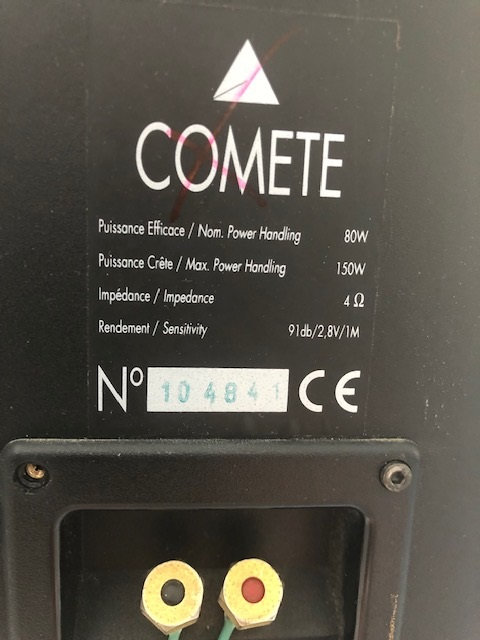 COMETE
Puissance Efficace / Nom. Power Handling 80W
Puissance Crête / Max. Power Handling 150W
Impédance / Impedance 4 Ω
Rendement / Sensitivity 91db/2,8V/1M
Nº 104841 CE